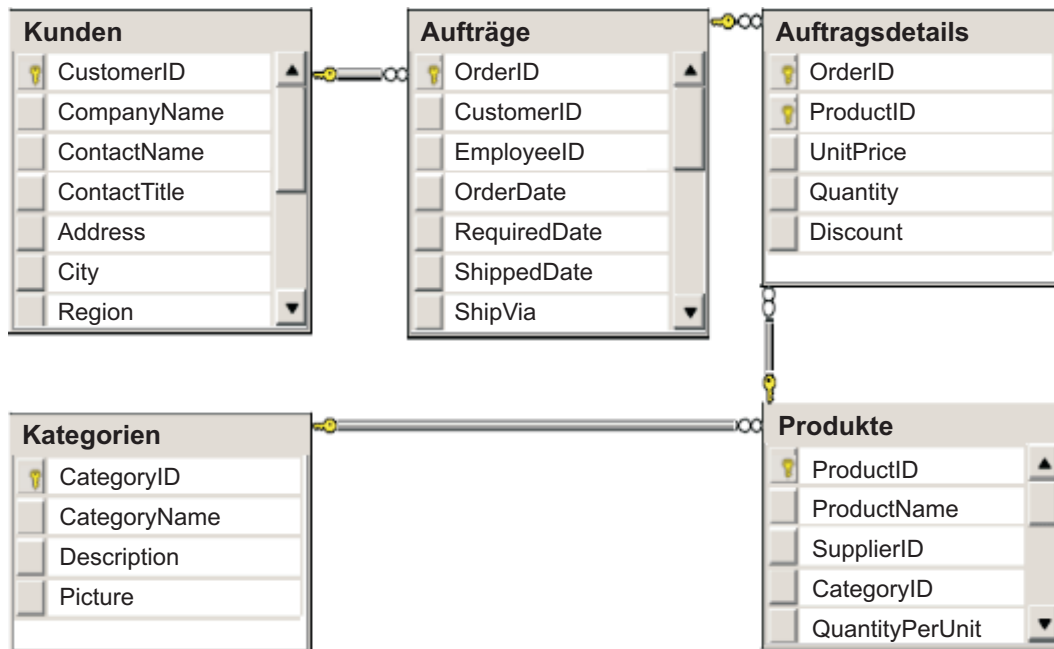 Kunden
CustomerID
CompanyName
ContactName
ContactTitle
Address
City
Region
Aufträge
OrderID
CustomerID
EmployeeID
OrderDate
RequiredDate
ShippedDate
ShipVia
Auftragsdetails
OrderID
ProductID
UnitPrice
Quantity
Discount
Kategorien
CategoryID
CategoryName
Description
Picture
Produkte
ProductID
ProductName
SupplierID
CategoryID
QuantityPerUnit